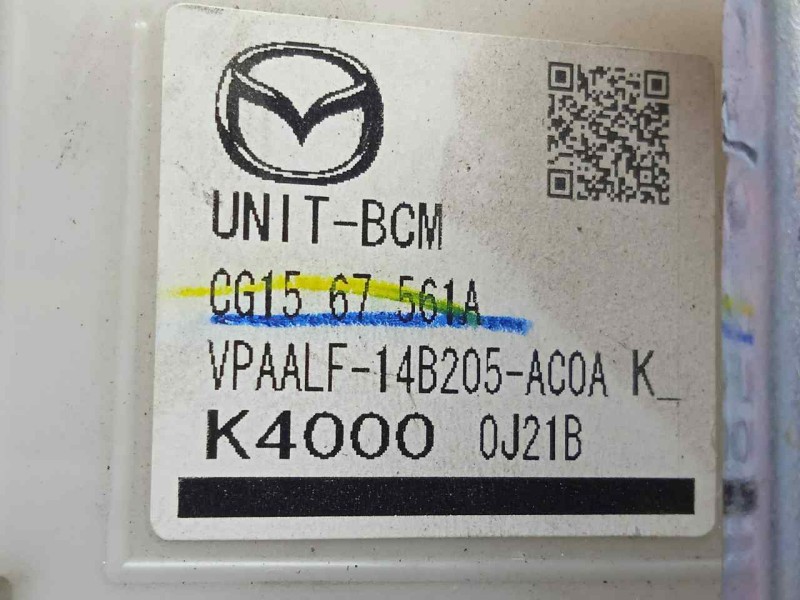 UNIT-BCM
CG15 67 561A
VPAALF-14B205-AC0A K_
K4000 0J21B